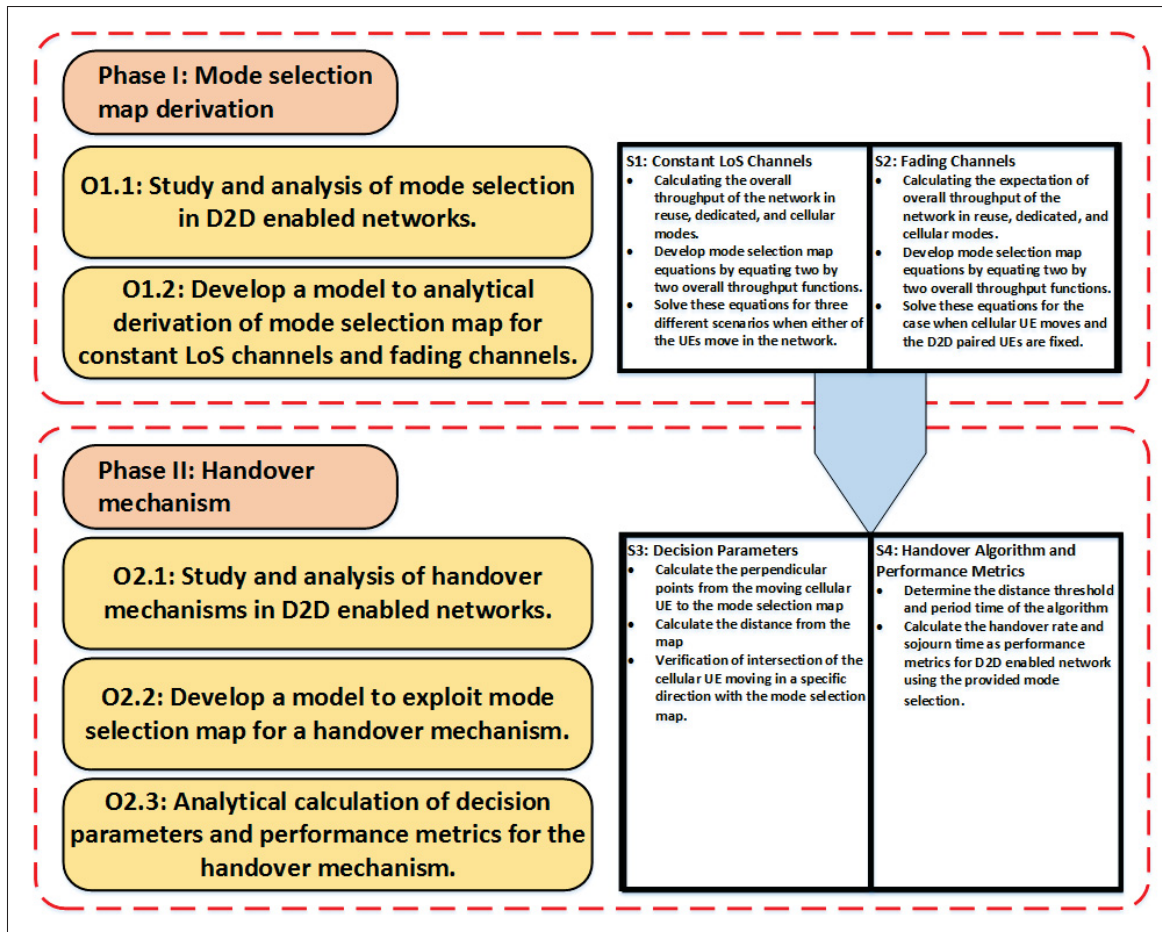 Phase I: Mode selection
map derivation
O1.1: Study and analysis of mode selection
in D2D enabled networks.
O1.2: Develop a model to analytical
derivation of mode selection map for
constant LoS channels and fading channels.
S1: Constant LoS Channels
• Calculating the overall
throughput of the network in
reuse, dedicated, and cellular
modes.
• Develop mode selection map
equations by equating two by
two overall throughput functions.
• Solve these equations for three
different scenarios when either of
the UEs move in the network.
S2: Fading Channels
• Calculating the expectation of
overall throughput of the
network in reuse, dedicated, and
cellular modes.
• Develop mode selection map
equations by equating two by
two overall throughput functions.
• Solve these equations for the
case when cellular UE moves and
the D2D paired UEs are fixed.
Phase II: Handover
mechanism
O2.1: Study and analysis of handover
mechanisms in D2D enabled networks.
O2.2: Develop a model to exploit mode
selection map for a handover mechanism.
O2.3: Analytical calculation of decision
parameters and performance metrics for the
handover mechanism.
S3: Decision Parameters
• Calculate the perpendicular
points from the moving cellular
UE to the mode selection map
• Calculate the distance from the
map
• Verification of intersection of the
cellular UE moving in a specific
direction with the mode selection
map.
S4: Handover Algorithm and
Performance Metrics
• Determine the distance threshold
and period time of the algorithm
• Calculate the handover rate and
sojourn time as performance
metrics for D2D enabled network
using the provided mode
selection.